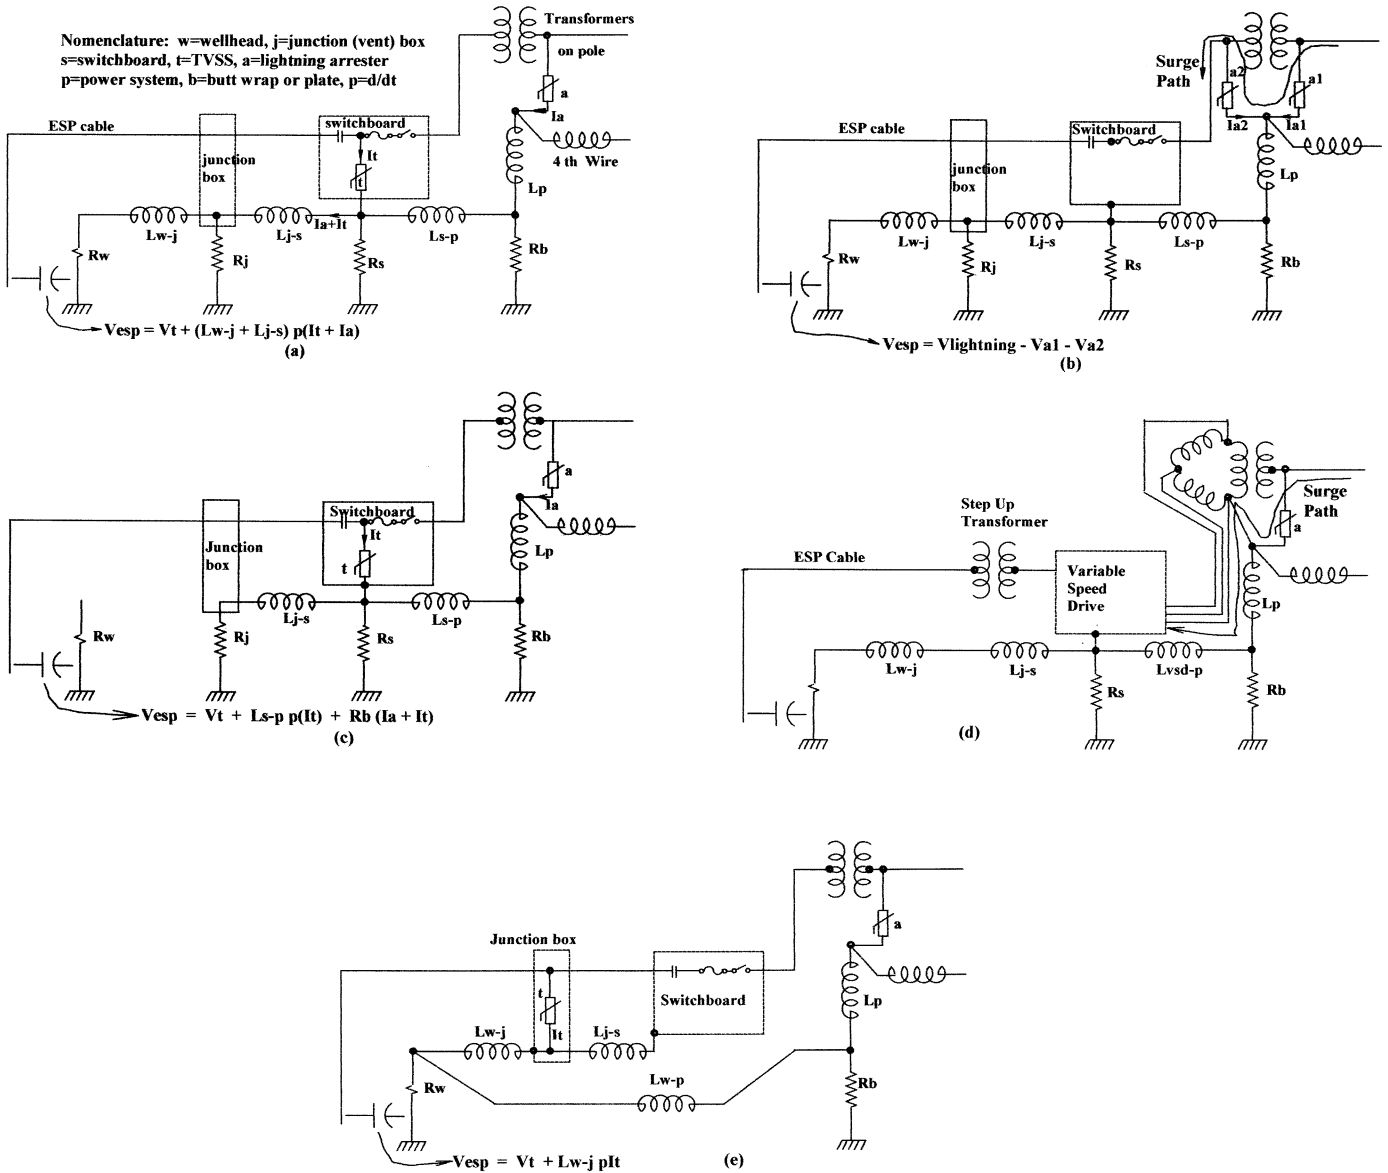 Nomenclature: w=wellhead, j=junction (vent) box
s=switchboard, t=TVSS, a=lightning arrester
p=power system, b=butt wrap or plate, p=d/dt
Transformers
on pole
a
Ia
4 th Wire
Lp
ESP cable
switchboard
junction
box
It
t
Lw-j
Lj-s
Ia+It
Ls-p
Rw
Rj
Rs
Rb
Vesp = Vt + (Lw-j + Lj-s) p(It + Ia)
(a)
Surge
Path
a2
a1
Ia2
Ia1
ESP cable
Switchboard
Lp
junction
box
Lw-j
Lj-s
Ls-p
Rw
Rj
Rs
Rb
Vesp = Vlightning - Va1 - Va2
(b)
a
Ia
Switchboard
It
Lp
Junction
box
t
Lj-s
Ls-p
Rw
Rj
Rs
Rb
Vesp = Vt + Ls-p p(It) + Rb (Ia + It)
(c)
Step Up
Transformer
Surge
Path
a
ESP Cable
Variable
Speed
Drive
Lp
Lw-j
Lj-s
Lvsd-p
Rs
Rb
(d)
a
Junction box
t
Switchboard
Lp
Lw-j
It
Lj-s
Rw
Lw-p
Rb
Vesp = Vt + Lw-j pIt
(e)